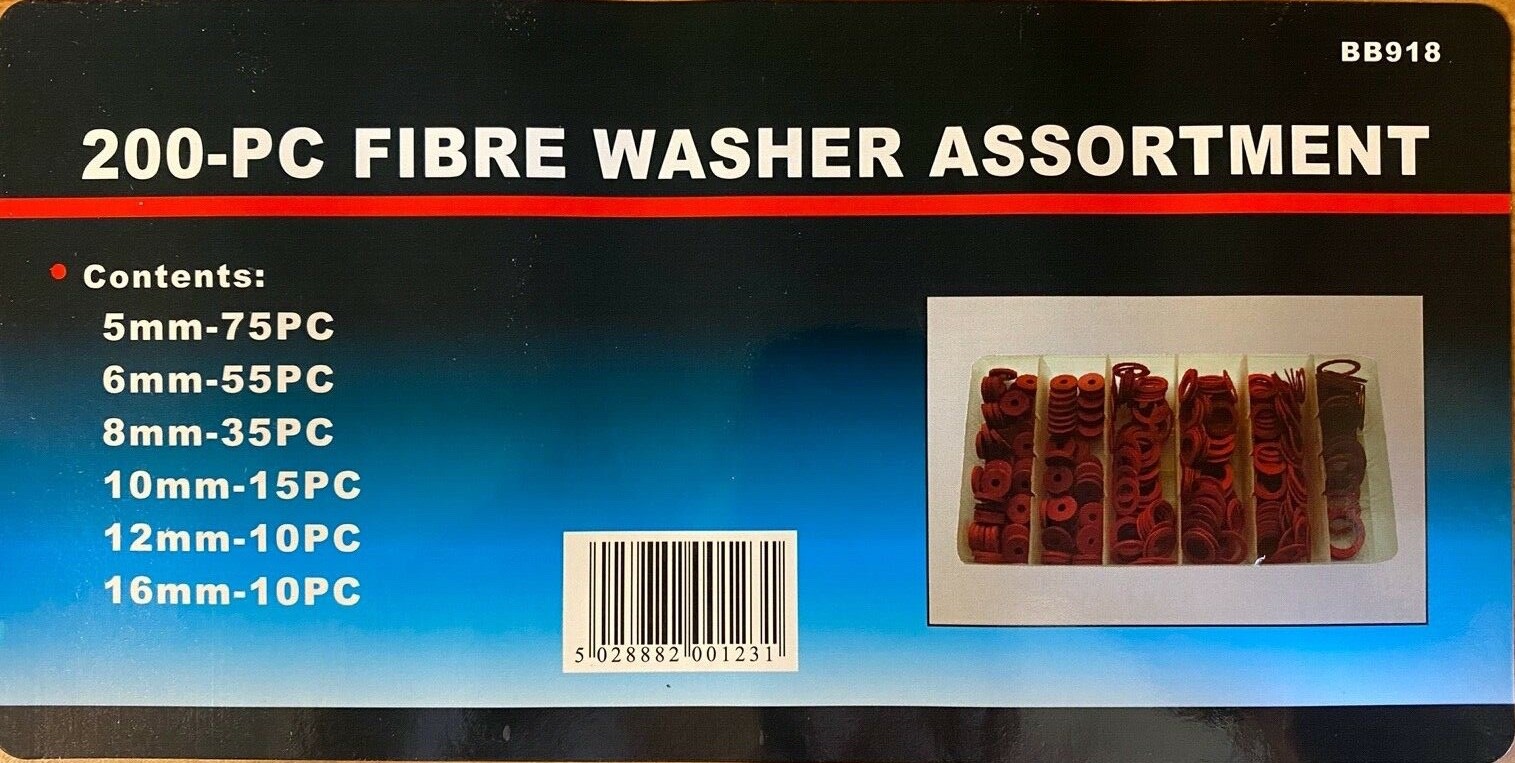 BB918
200-PC FIBRE WASHER ASSORTMENT
Contents:
5mm-75PC
6mm-55PC
8mm-35PC
10mm-15PC
12mm-10PC
16mm-10PC
5 028882 001231